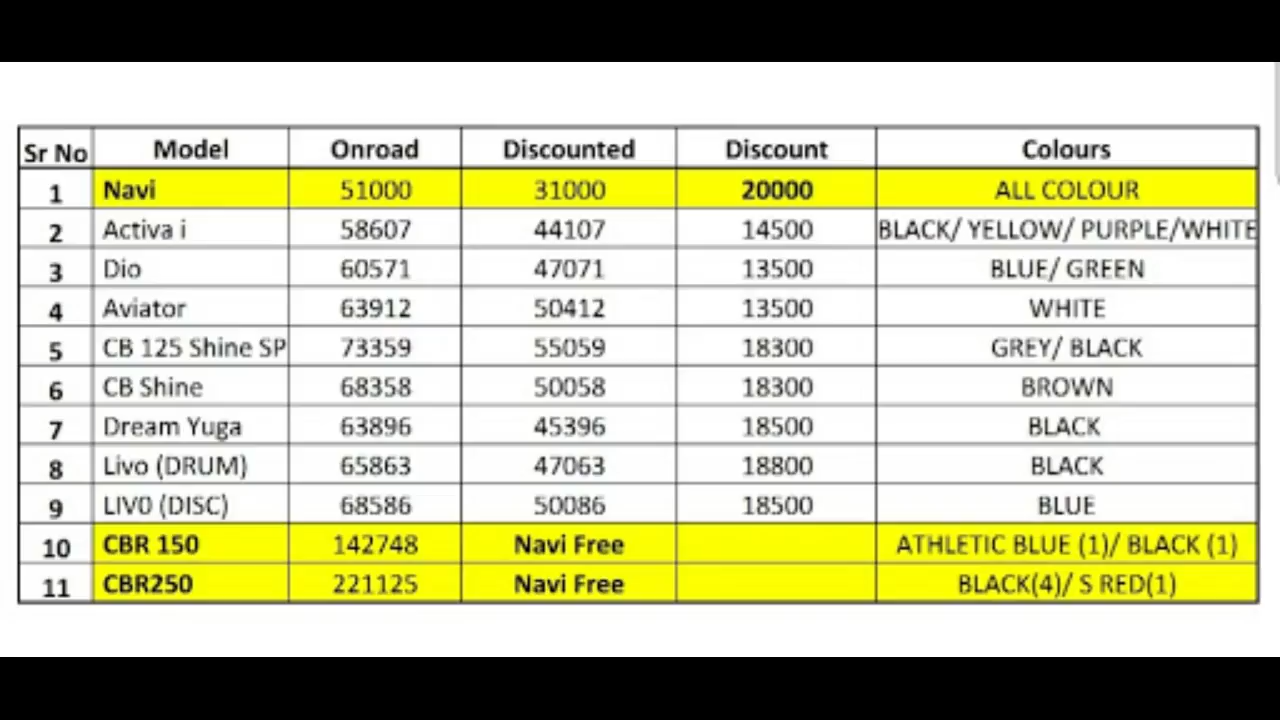 Sr No Model Onroad Discounted Discount Colours
1 Navi 51000 31000 20000 ALL COLOUR
2 Activa i 58607 44107 14500 BLACK/ YELLOW/ PURPLE/WHITE
3 Dio 60571 47071 13500 BLUE/ GREEN
4 Aviator 63912 50412 13500 WHITE
5 CB 125 Shine SP 73359 55059 18300 GREY/ BLACK
6 CB Shine 68358 50058 18300 BROWN
7 Dream Yuga 63896 45396 18500 BLACK
8 Livo (DRUM) 65863 47063 18800 BLACK
9 LIV0 (DISC) 68586 50086 18500 BLUE
10 CBR 150 142748 Navi Free ATHLETIC BLUE (1)/ BLACK (1)
11 CBR250 221125 Navi Free BLACK(4)/ S RED(1)